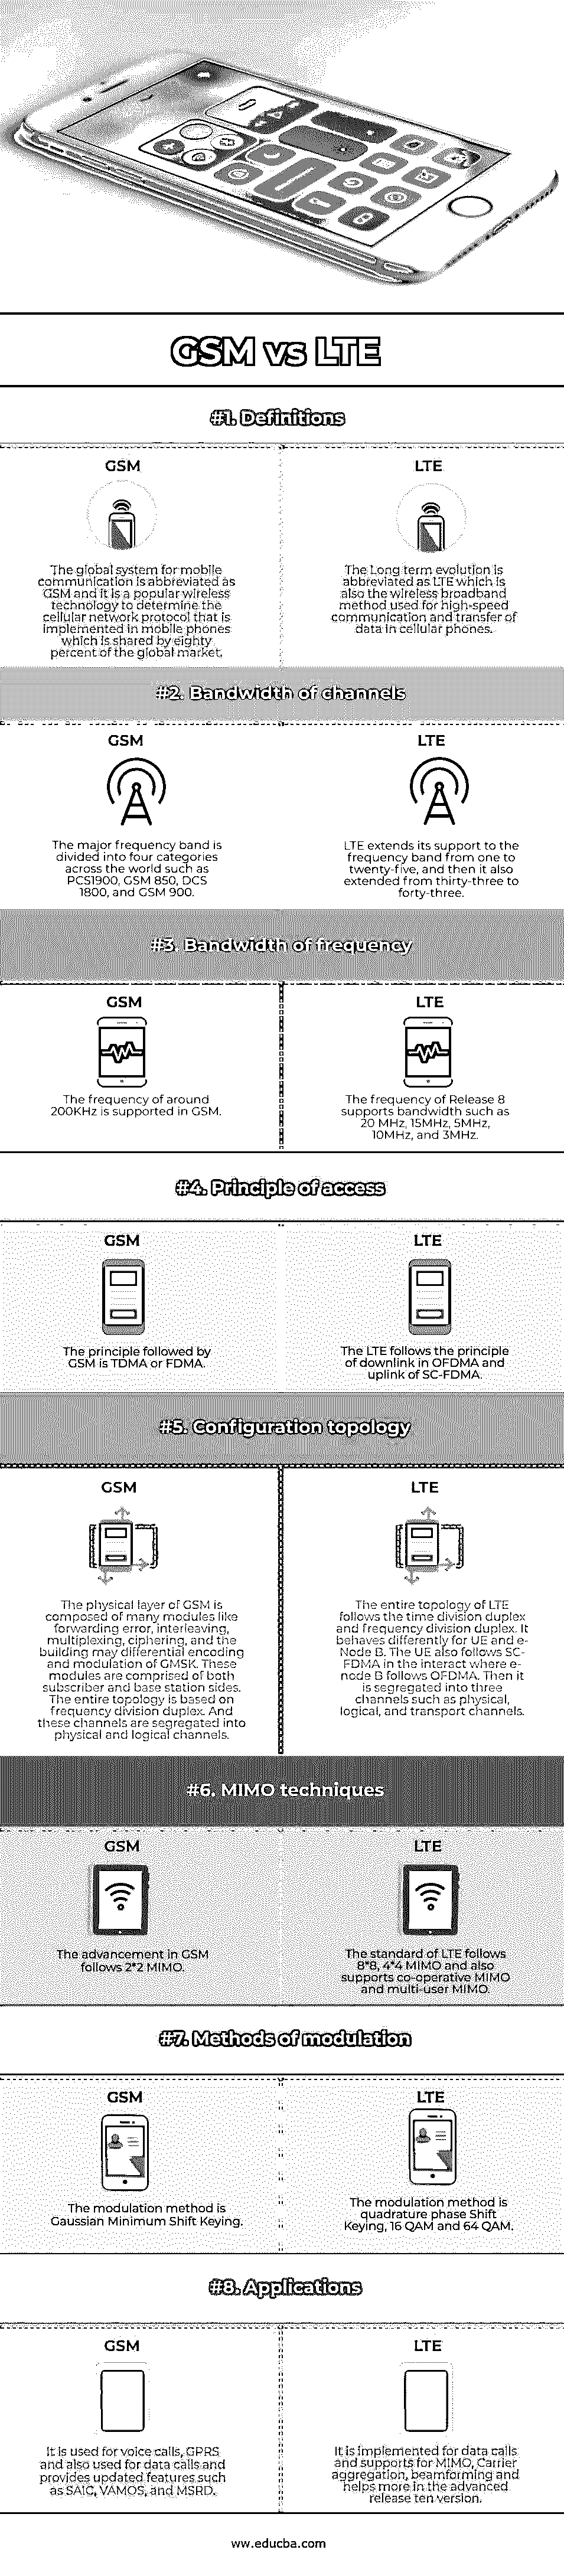 GSM vs LTE
#1. Definitions
GSM
The global system for mobile
communication is abbreviated as
GSM and it is a popular wireless
technology to determine the
cellular network protocol that is
implemented in mobile phones
which is shared by eighty
percent of the global market.
LTE
The Long term evolution is
abbreviated as LTE which is
also the wireless broadband
method used for high-speed
communication and transfer of
data in cellular phones.
#2. Bandwidth of channels
GSM
The major frequency band is
divided into four categories
across the world such as
PCS1900, GSM 850, DCS
1800, and GSM 900.
LTE
LTE extends its support to the
frequency band from one to
twenty-five, and then it also
extended from thirty-three to
forty-three.
#3. Bandwidth of frequency
GSM
The frequency of around
200KHz is supported in GSM.
LTE
The frequency of Release 8
supports bandwidth such as
20 MHz, 15MHz, 5MHz,
10MHz, and 3MHz.
#4. Principle of access
GSM
The principle followed by
GSM is TDMA or FDMA.
LTE
The LTE follows the principle
of downlink in OFDMA and
uplink of SC-FDMA.
#5. Configuration topology
GSM
The physical layer of GSM is
composed of many modules like
forwarding error, interleaving,
multiplexing, ciphering, and the
building may differential encoding
and modulation of GMSK. These
modules are comprised of both
subscriber and base station sides.
The entire topology is based on
frequency division duplex. And
these channels are segregated into
physical and logical channels.
LTE
The entire topology of LTE
follows the time division duplex
and frequency division duplex. It
behaves differently for UE and e-
Node B. The UE also follows SC-
FDMA in the interact where e-
node B follows OFDMA. Then it
is segregated into three
channels such as physical,
logical, and transport channels.
#6. MIMO techniques
GSM
The advancement in GSM
follows 2*2 MIMO.
LTE
The standard of LTE follows
8*8, 4*4 MIMO and also
supports co-operative MIMO
and multi-user MIMO.
#7. Methods of modulation
GSM
The modulation method is
Gaussian Minimum Shift Keying.
LTE
The modulation method is
quadrature phase Shift
Keying, 16 QAM and 64 QAM.
#8. Applications
GSM
It is used for voice calls, GPRS
and also used for data calls and
provides updated features such
as SAIC, VAMOS, and MSRD.
LTE
It is implemented for data calls
and supports for MIMO, Carrier
aggregation, beamforming and
helps more in the advanced
release ten version.
ww.educba.com